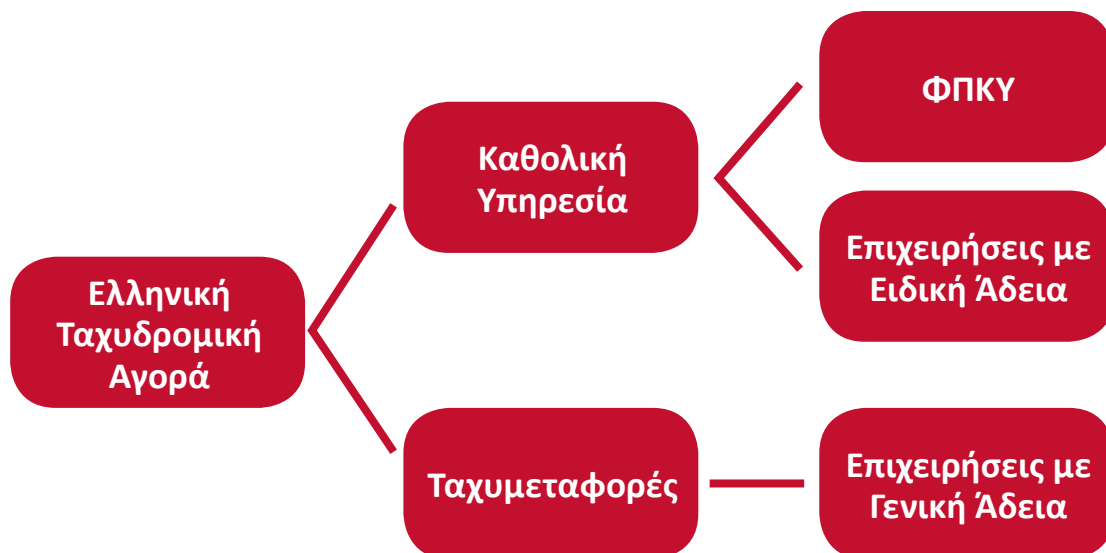 ΦΠΚΥ
Καθολική
Υπηρεσία
Επιχειρήσεις με
Ειδική Άδεια
Ελληνική
Ταχυδρομική
Αγορά
Ταχυμεταφορές
Επιχειρήσεις με
Γενική Άδεια